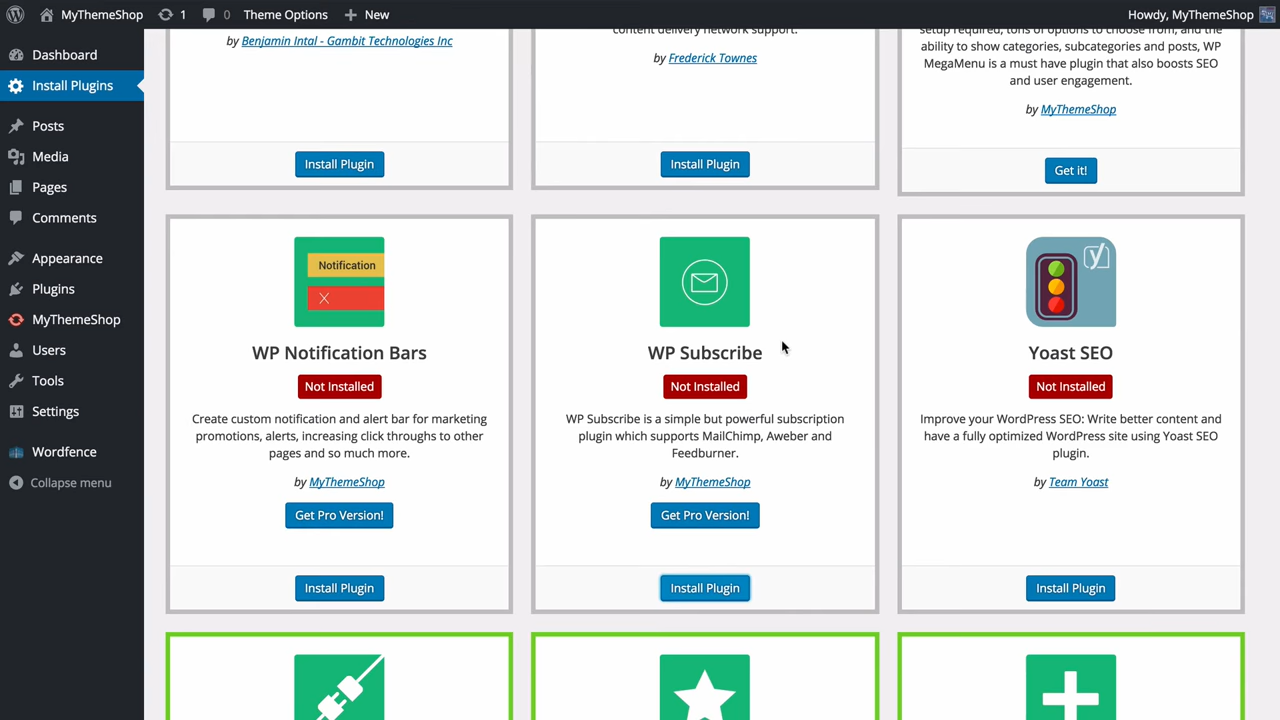 MyThemeShop
1
0
Theme Options
New
Howdy, MyThemeShop
Dashboard
Install Plugins
Posts
Media
Pages
Comments
Appearance
Plugins
MyThemeShop
Users
Tools
Settings
Wordfence
Collapse menu
by Benjamin Intal - Gambit Technologies Inc
Install Plugin
content delivery network support.
by Frederick Townes
Install Plugin
setup required, tons of options to choose from, and the
ability to show categories, subcategories and posts, WP
MegaMenu is a must have plugin that also boosts SEO
and user engagement.
by MyThemeShop
Get it!
Notification
X
WP Notification Bars
Not Installed
Create custom notification and alert bar for marketing
promotions, alerts, increasing click throughs to other
pages and so much more.
by MyThemeShop
Get Pro Version!
Install Plugin
WP Subscribe
Not Installed
WP Subscribe is a simple but powerful subscription
plugin which supports MailChimp, Aweber and
Feedburner.
by MyThemeShop
Get Pro Version!
Install Plugin
y
Yoast SEO
Not Installed
Improve your WordPress SEO: Write better content and
have a fully optimized WordPress site using Yoast SEO
plugin.
by Team Yoast
Install Plugin